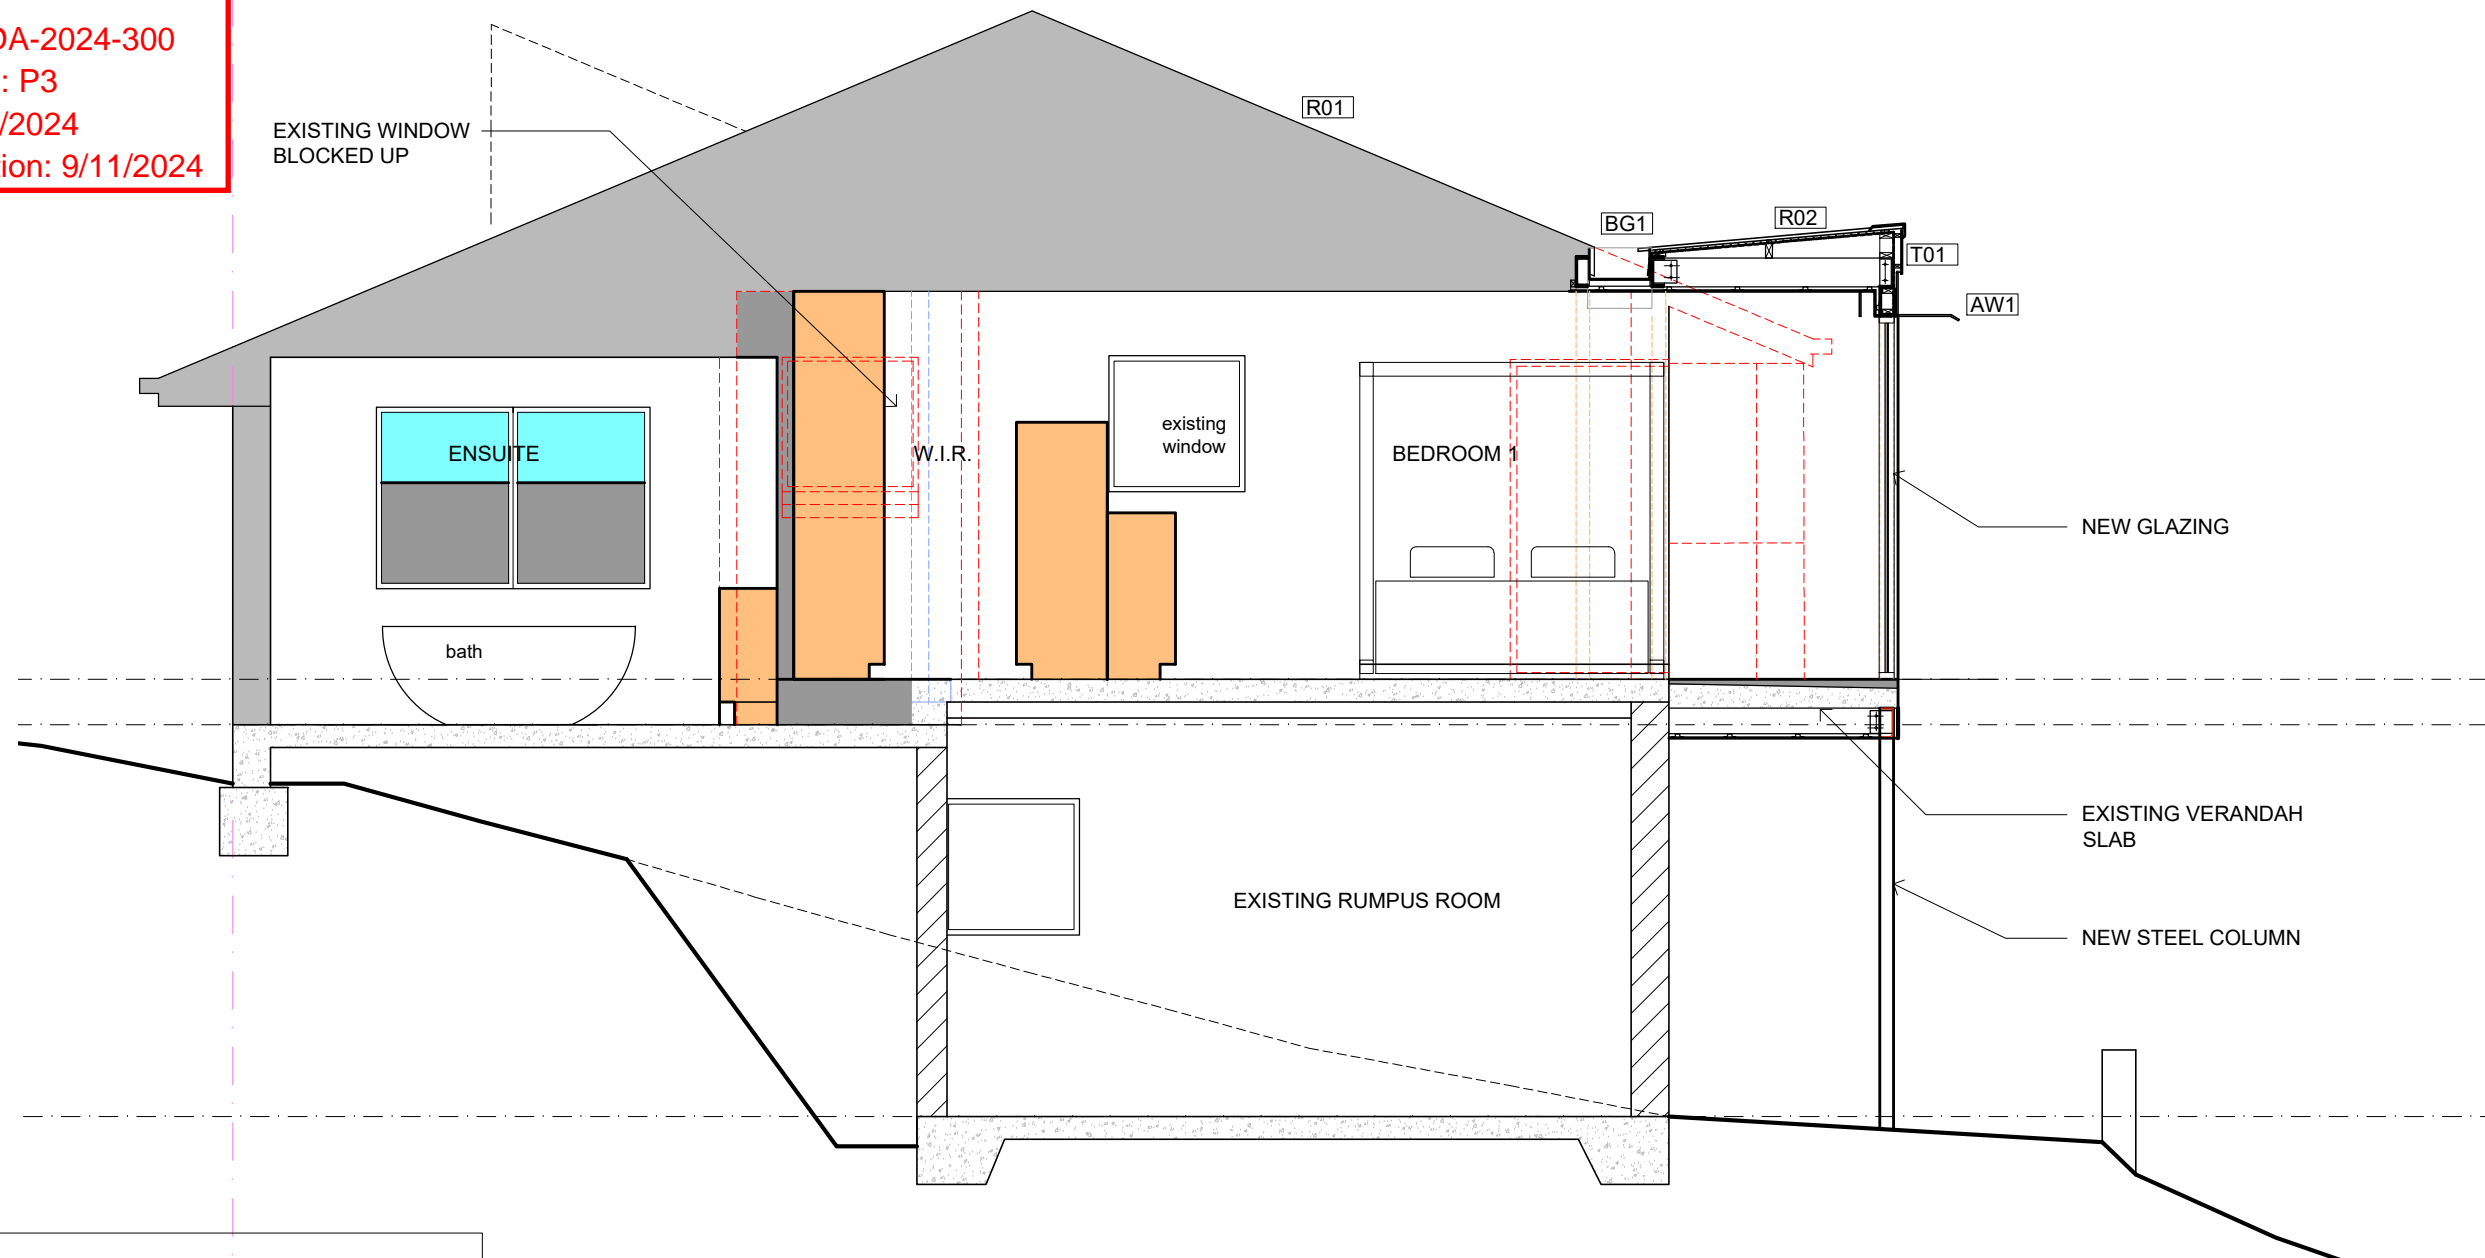 DA-2024-300
: P3
/2024
tion: 9/11/2024
EXISTING WINDOW
BLOCKED UP
R01
BG1
R02
T01
AW1
ENSUITE
W.I.R.
existing
window
BEDROOM 1
NEW GLAZING
bath
EXISTING VERANDAH
SLAB
EXISTING RUMPUS ROOM
NEW STEEL COLUMN